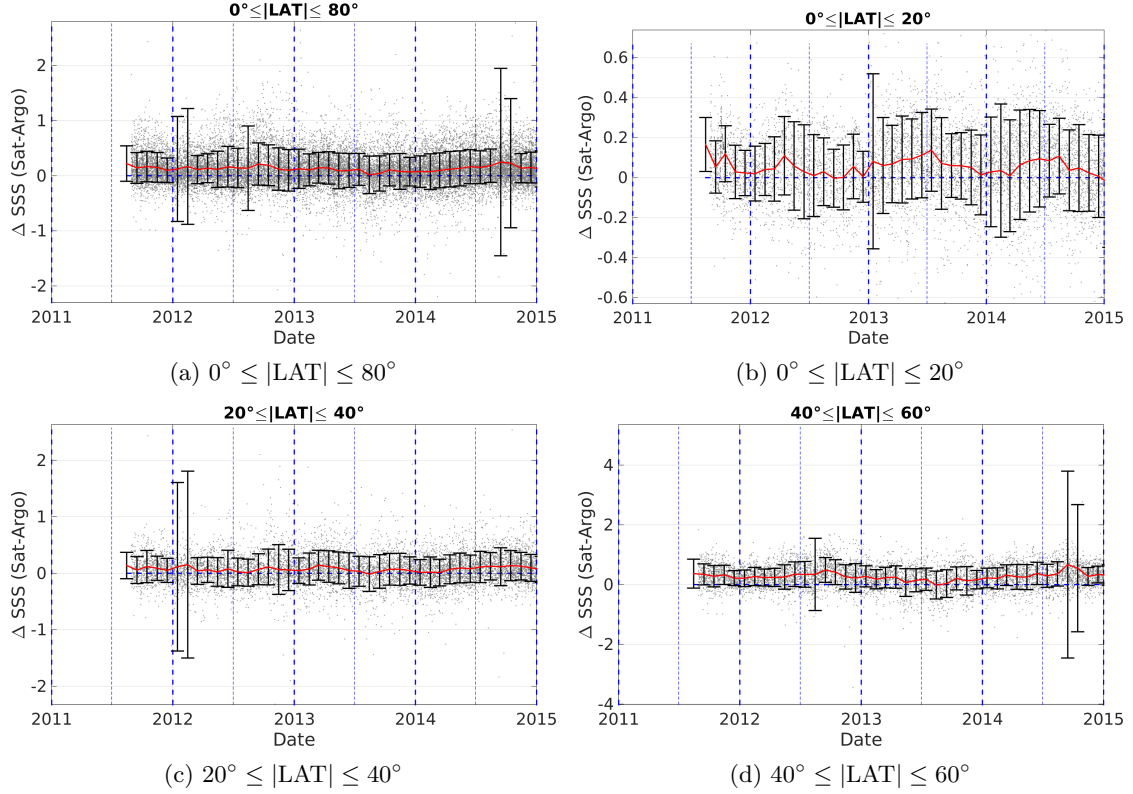 0°≤|LAT|≤ 80°
Δ SSS (Sat-Argo)
2
1
0
-1
-2
2011 2012 2013 2014 2015
Date
(a) 0° ≤ |LAT| ≤ 80°
0°≤|LAT|≤ 20°
Δ SSS (Sat-Argo)
0.6
0.4
0.2
0
-0.2
-0.4
-0.6
2011 2012 2013 2014 2015
Date
(b) 0° ≤ |LAT| ≤ 20°
20°≤|LAT|≤ 40°
Δ SSS (Sat-Argo)
2
1
0
-1
-2
2011 2012 2013 2014 2015
Date
(c) 20° ≤ |LAT| ≤ 40°
40°≤|LAT|≤ 60°
Δ SSS (Sat-Argo)
4
2
0
-2
-4
2011 2012 2013 2014 2015
Date
(d) 40° ≤ |LAT| ≤ 60°